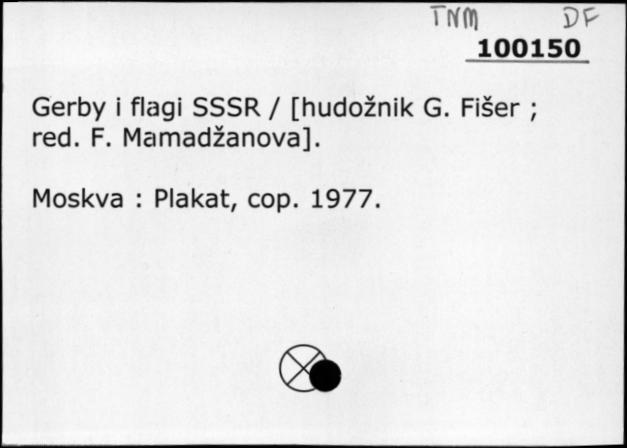 TNM DF
100150
Gerby i flagi SSSR / [hudožnik G. Fišer ;
red. F. Mamadžanova].
Moskva : Plakat, cop. 1977.